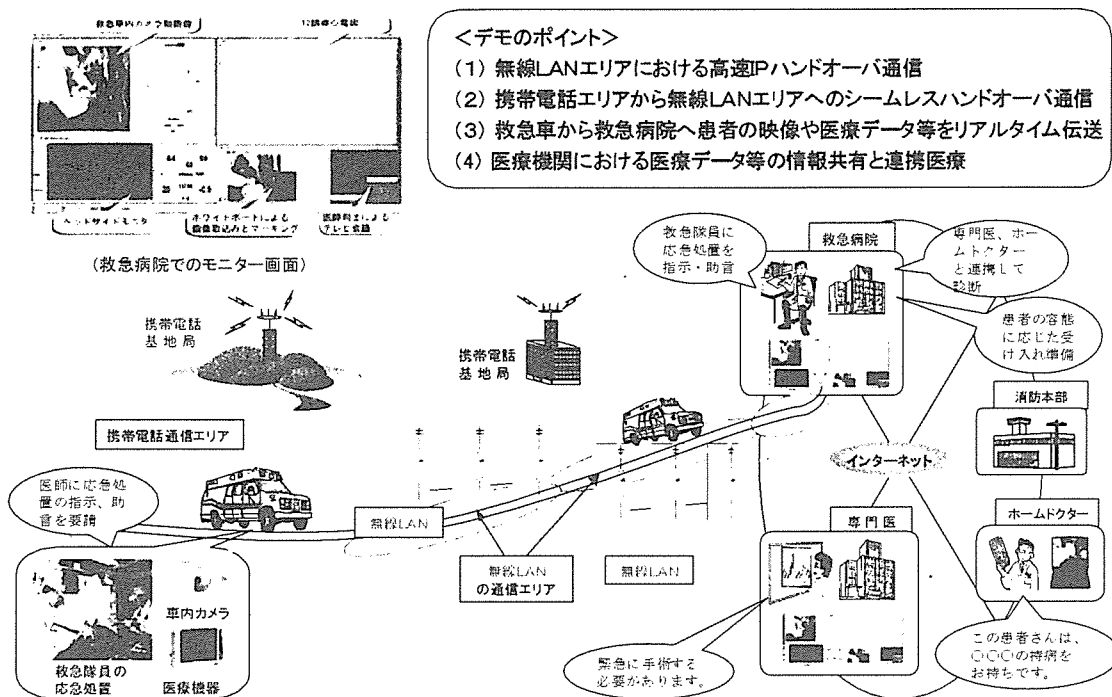 救急車内カメラ動画像
12誘導心電図
ベットサイドモニタ
ホワイトボートによる
画像取込みとマーキング
医師同士による
テレビ会議
(救急病院でのモニター画面)
<デモのポイント>
(1) 無線LANエリアにおける高速IPハンドオーバ通信
(2) 携帯電話エリアから無線LANエリアへのシームレスハンドオーバ通信
(3) 救急車から救急病院へ患者の映像や医療データ等をリアルタイム伝送
(4) 医療機関における医療データ等の情報共有と連携医療
救急隊員に
応急処置を
指示・助言
救急病院
専門医、ホー
ムドクター
と連携して
診断
患者の容態
に応じた受
け入れ準備
携帯電話
基地局
携帯電話
基地局
消防本部
携帯電話通信エリア
インターネット
医師に応急処
置の指示、助
言を要請
無線LAN
専門医
ホームドクター
無線LAN
の通信エリア
無線LAN
車内カメラ
救急隊員の
応急処置
医療機器
緊急に手術する
必要があります。
この患者さんは、
○○○の持病を
お持ちです。